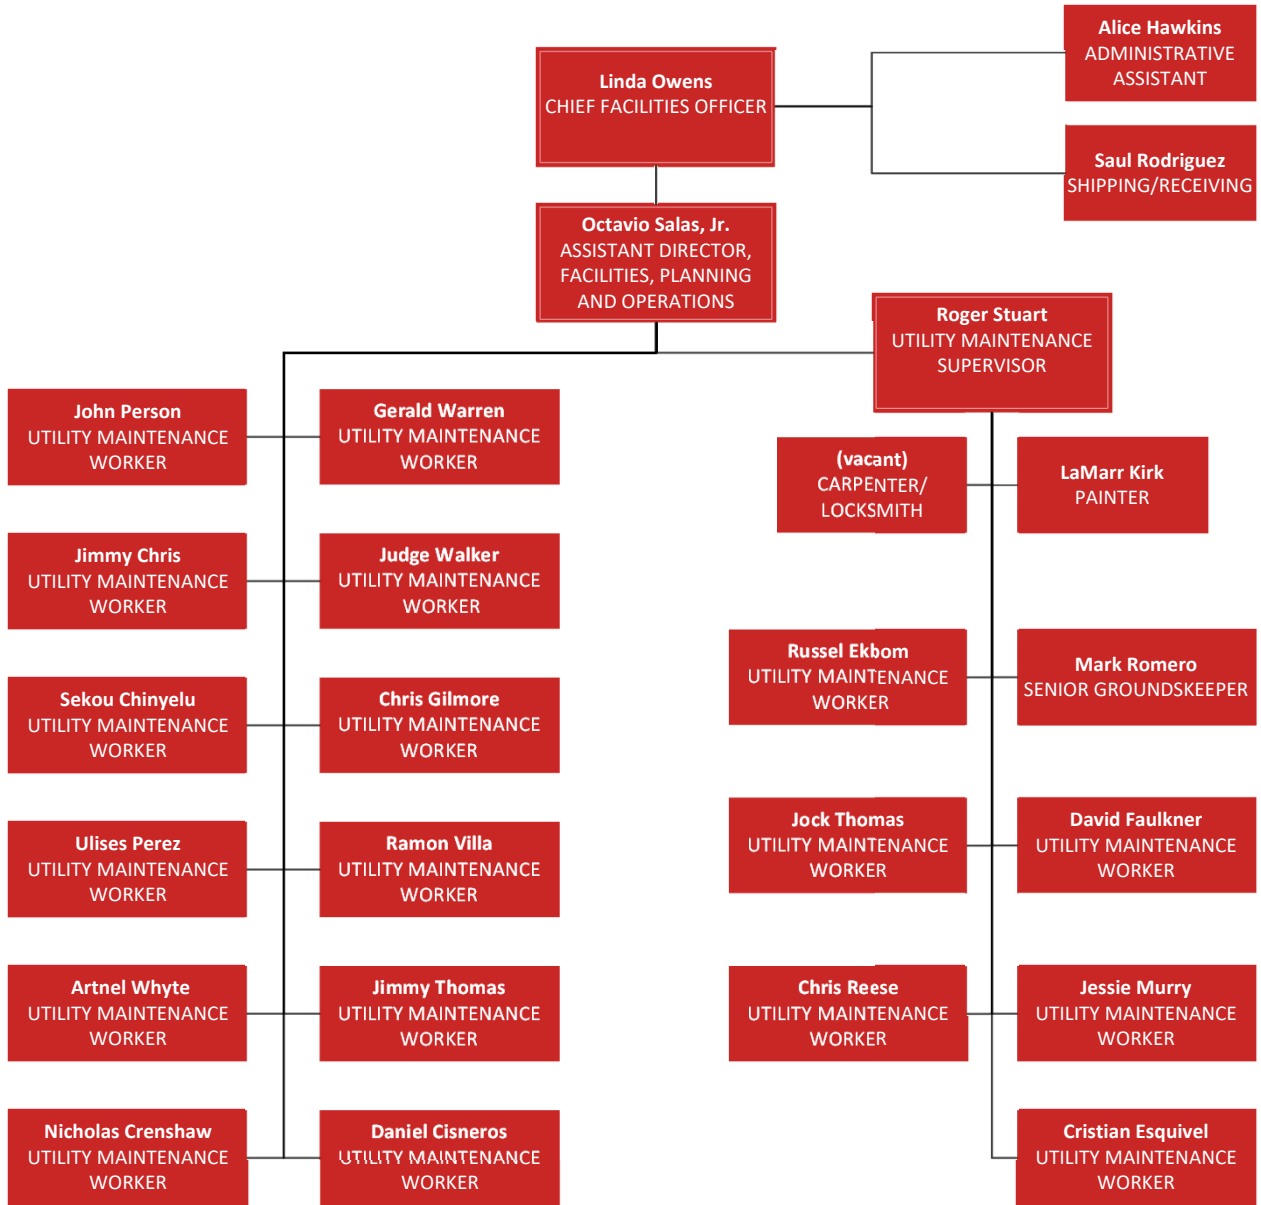 Alice Hawkins
ADMINISTRATIVE
ASSISTANT
Linda Owens
CHIEF FACILITIES OFFICER
Saul Rodriguez
SHIPPING/RECEIVING
Octavio Salas, Jr.
ASSISTANT DIRECTOR,
FACILITIES, PLANNING
AND OPERATIONS
Roger Stuart
UTILITY MAINTENANCE
SUPERVISOR
John Person
UTILITY MAINTENANCE
WORKER
Gerald Warren
UTILITY MAINTENANCE
WORKER
(vacant)
CARPENTER/
LOCKSMITH
LaMarr Kirk
PAINTER
Jimmy Chris
UTILITY MAINTENANCE
WORKER
Judge Walker
UTILITY MAINTENANCE
WORKER
Russel Ekbom
UTILITY MAINTENANCE
WORKER
Mark Romero
SENIOR GROUNDSKEEPER
Sekou Chinyelu
UTILITY MAINTENANCE
WORKER
Chris Gilmore
UTILITY MAINTENANCE
WORKER
Jock Thomas
UTILITY MAINTENANCE
WORKER
David Faulkner
UTILITY MAINTENANCE
WORKER
Ulises Perez
UTILITY MAINTENANCE
WORKER
Ramon Villa
UTILITY MAINTENANCE
WORKER
Artnel Whyte
UTILITY MAINTENANCE
WORKER
Jimmy Thomas
UTILITY MAINTENANCE
WORKER
Chris Reese
UTILITY MAINTENANCE
WORKER
Jessie Murry
UTILITY MAINTENANCE
WORKER
Nicholas Crenshaw
UTILITY MAINTENANCE
WORKER
Daniel Cisneros
UTILITY MAINTENANCE
WORKER
Cristian Esquivel
UTILITY MAINTENANCE
WORKER